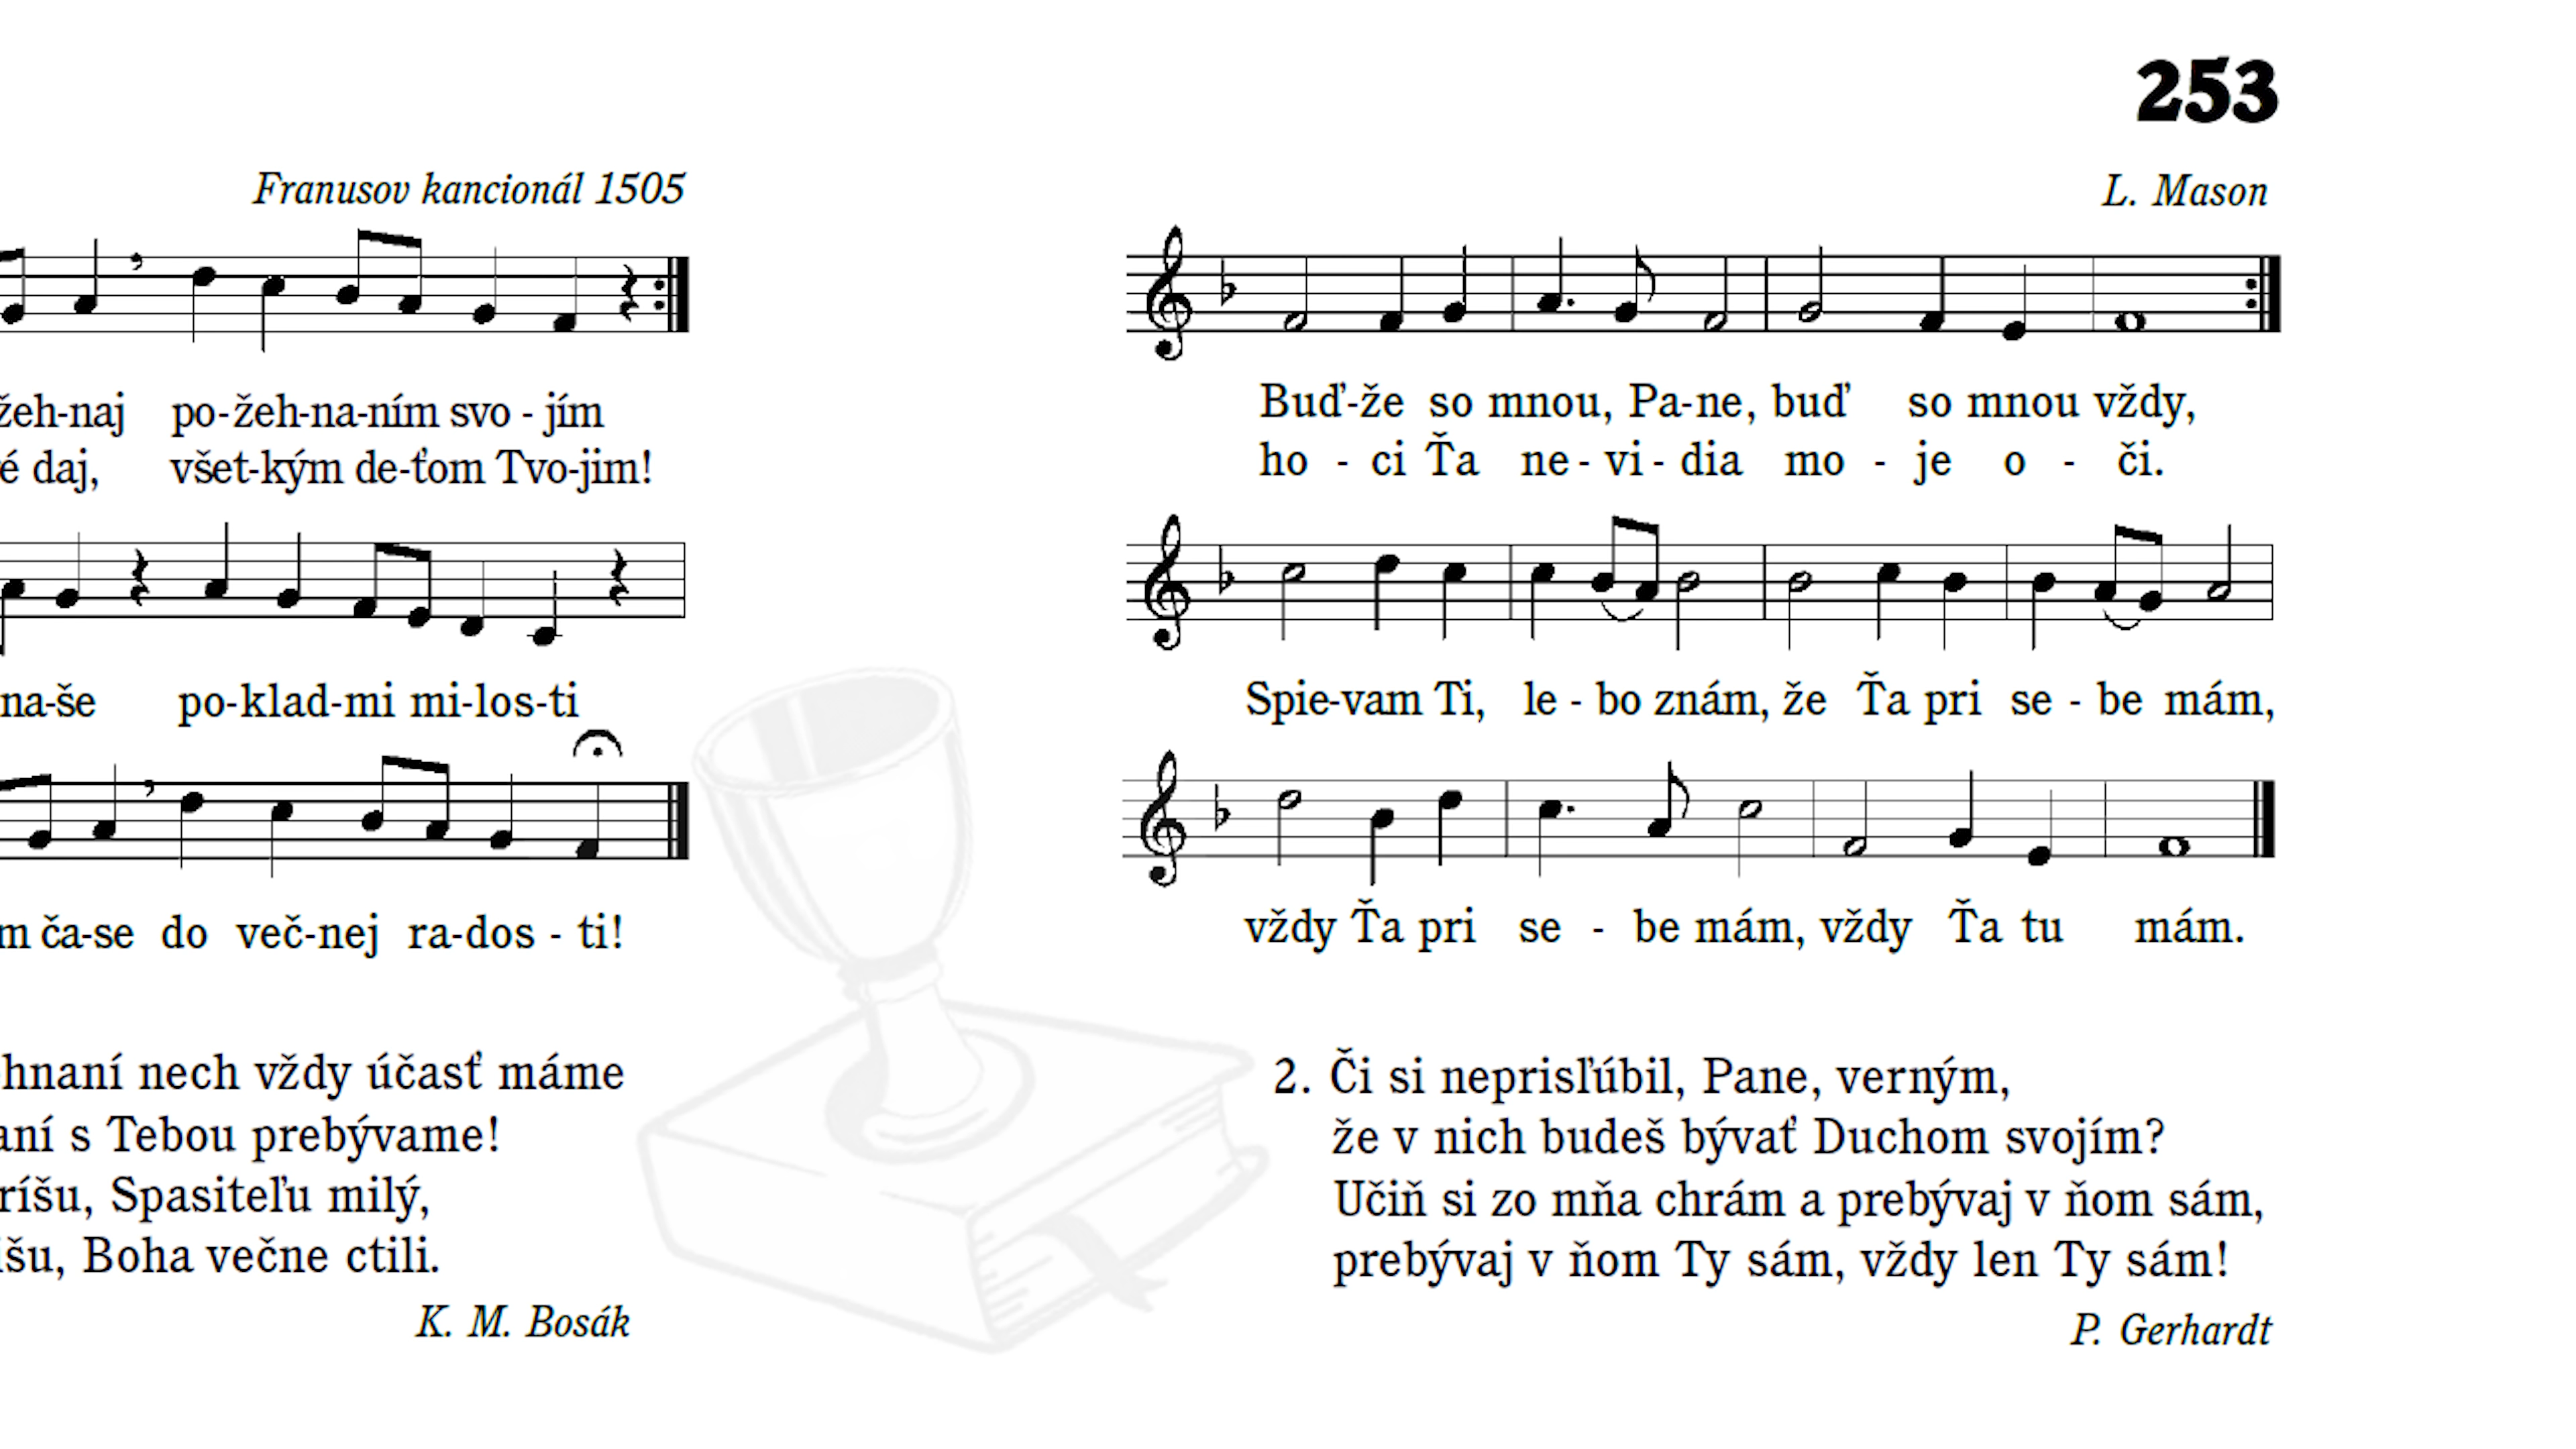 253
Franusov kancionál 1505
žeh-naj po-žeh-na-ním svo - jím
é daj, všet-kým de-ťom Tvo-jim!
na-še po-klad-mi mi-los-ti
m ča-se do več-nej ra-dos - ti!
hnaní nech vždy účasť máme
aní s Tebou prebývame!
ríšu, Spasiteľu milý,
išu, Boha večne ctili.
K. M. Bosák
L. Mason
Buď-že so mnou, Pa-ne, buď so mnou vždy,
ho - ci Ťa ne - vi - dia mo - je o - či.
Spie-vam Ti, le - bo znám, že Ťa pri se - be mám,
vždy Ťa pri se - be mám, vždy Ťa tu mám.
2. Či si neprisľúbil, Pane, verným,
že v nich budeš bývať Duchom svojím?
Učiň si zo mňa chrám a prebývaj v ňom sám,
prebývaj v ňom Ty sám, vždy len Ty sám!
P. Gerhardt